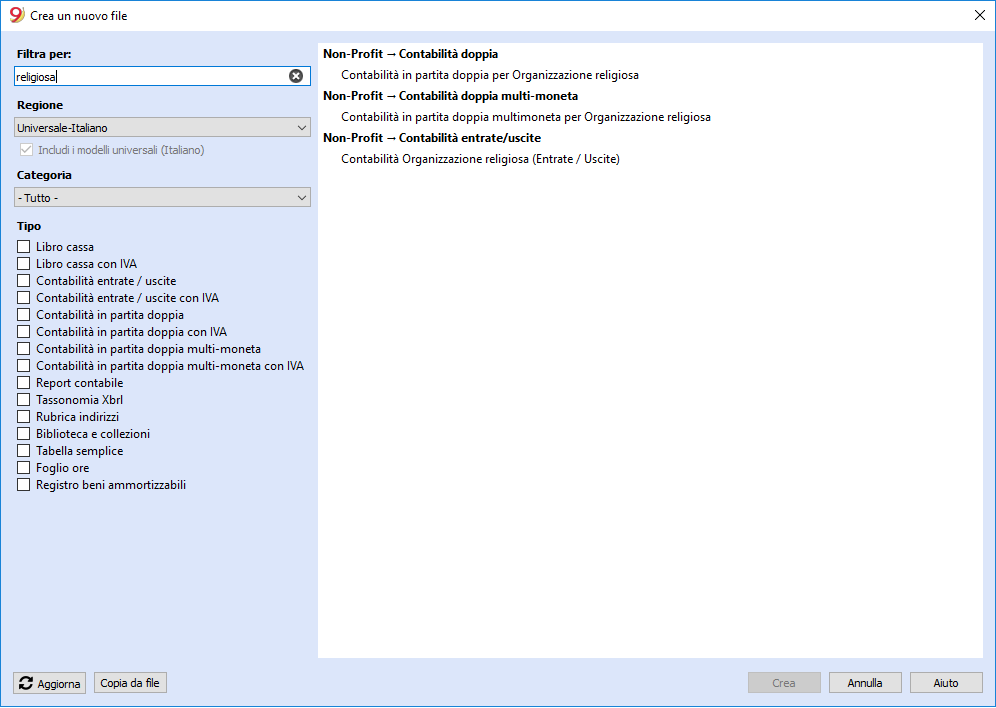 Crea un nuovo file
Filtra per:
religiosa
Regione
Universale-Italiano
Includi i modelli universali (Italiano)
Categoria
- Tutto -
Tipo
Libro cassa
Libro cassa con IVA
Contabilità entrate / uscite
Contabilità entrate / uscite con IVA
Contabilità in partita doppia
Contabilità in partita doppia con IVA
Contabilità in partita doppia multi-moneta
Contabilità in partita doppia multi-moneta con IVA
Report contabile
Tassonomia Xbrl
Rubrica indirizzi
Biblioteca e collezioni
Tabella semplice
Foglio ore
Registro beni ammortizzabili
Non-Profit → Contabilità doppia
Contabilità in partita doppia per Organizzazione religiosa
Non-Profit → Contabilità doppia multi-moneta
Contabilità in partita doppia multimoneta per Organizzazione religiosa
Non-Profit → Contabilità entrate/uscite
Contabilità Organizzazione religiosa (Entrate / Uscite)
Aggiorna Copia da file Crea Annulla Aiuto